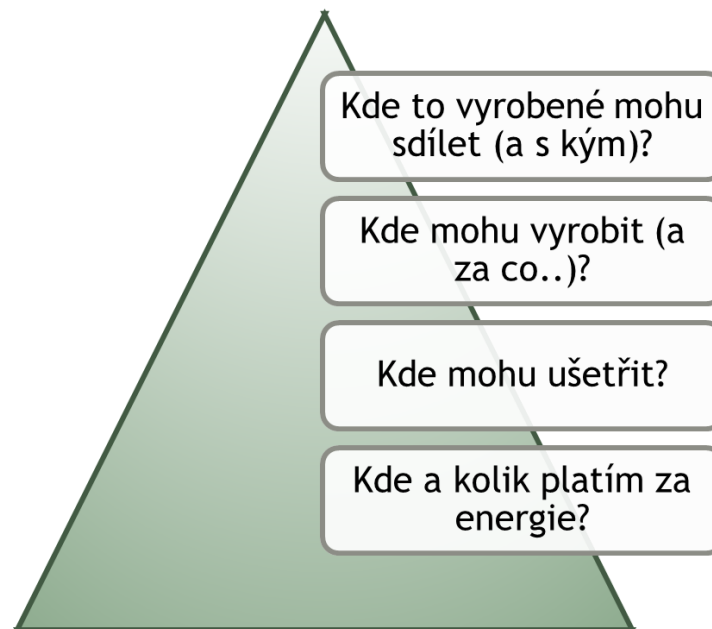 Kde to vyrobené mohu
sdílet (a s kým)?
Kde mohu vyrobit (a
za co..)?
Kde mohu ušetřit?
Kde a kolik platím za
energie?